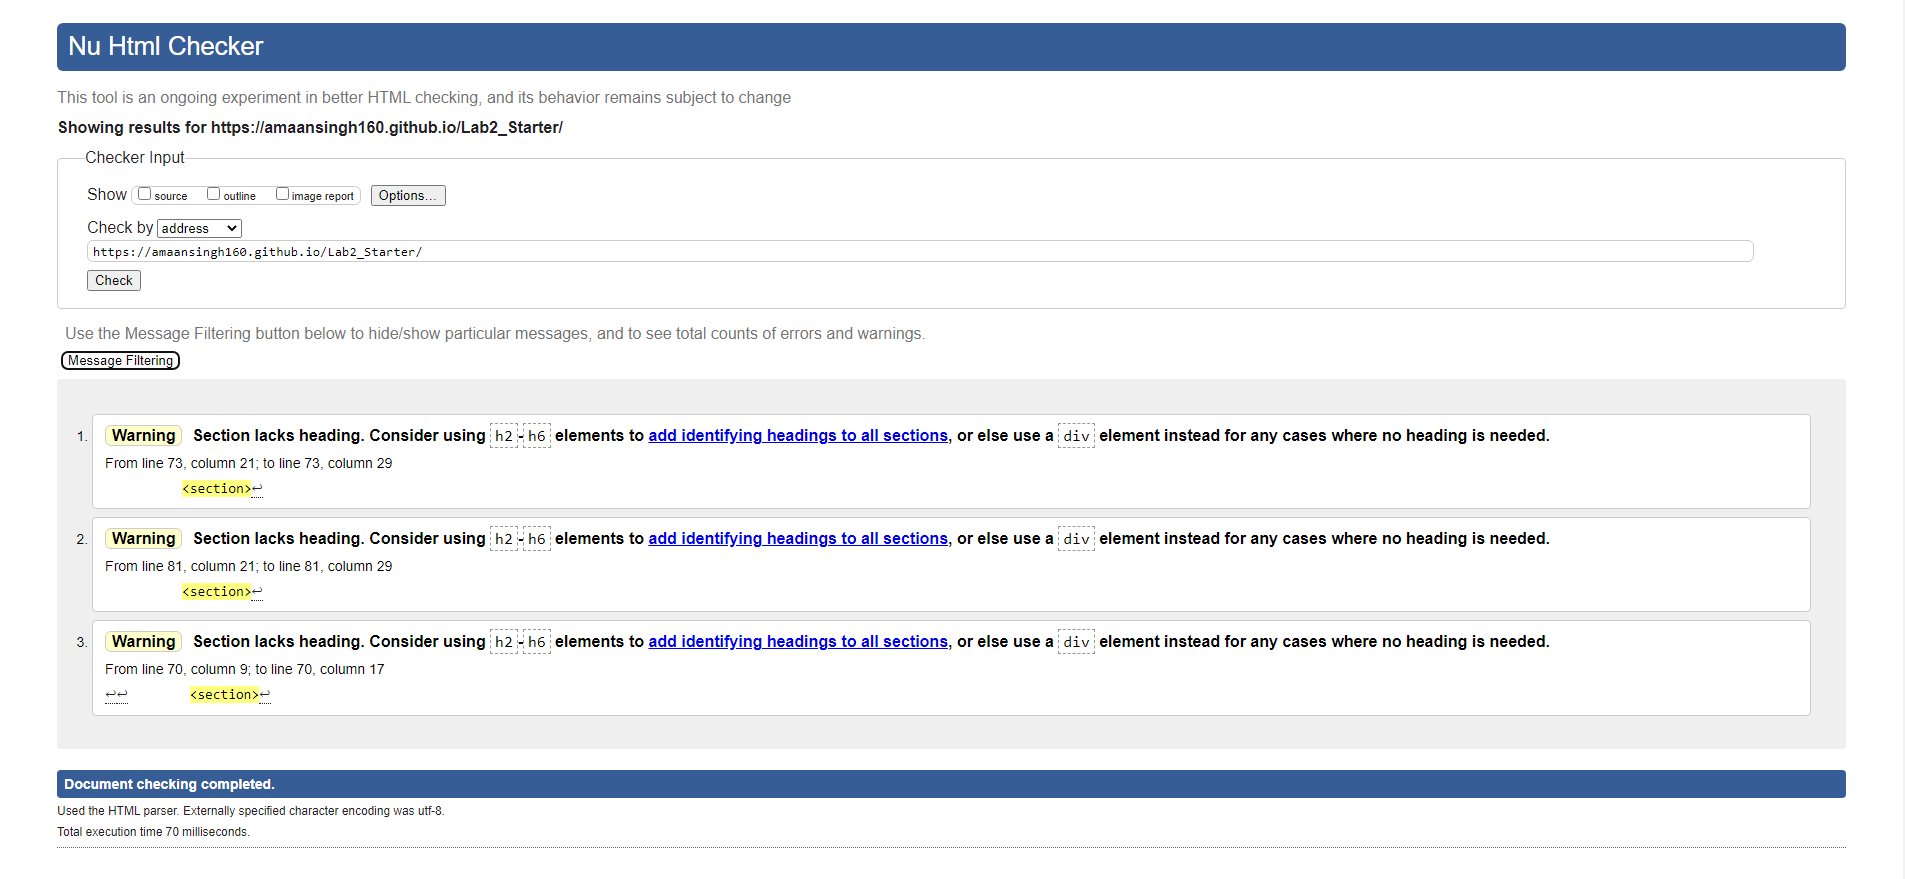 Nu Html Checker
This tool is an ongoing experiment in better HTML checking, and its behavior remains subject to change
Showing results for https://amaansingh160.github.io/Lab2_Starter/
Checker Input
Show source outline image report Options...
Check by address
https://amaansingh160.github.io/Lab2_Starter/
Check
Use the Message Filtering button below to hide/show particular messages, and to see total counts of errors and warnings.
Message Filtering
1. Warning Section lacks heading. Consider using h2-h6 elements to add identifying headings to all sections, or else use a div element instead for any cases where no heading is needed.
From line 73, column 21; to line 73, column 29
<section>↩
2. Warning Section lacks heading. Consider using h2-h6 elements to add identifying headings to all sections, or else use a div element instead for any cases where no heading is needed.
From line 81, column 21; to line 81, column 29
<section>↩
3. Warning Section lacks heading. Consider using h2-h6 elements to add identifying headings to all sections, or else use a div element instead for any cases where no heading is needed.
From line 70, column 9; to line 70, column 17
↩↩ <section>↩
Document checking completed.
Used the HTML parser. Externally specified character encoding was utf-8.
Total execution time 70 milliseconds.